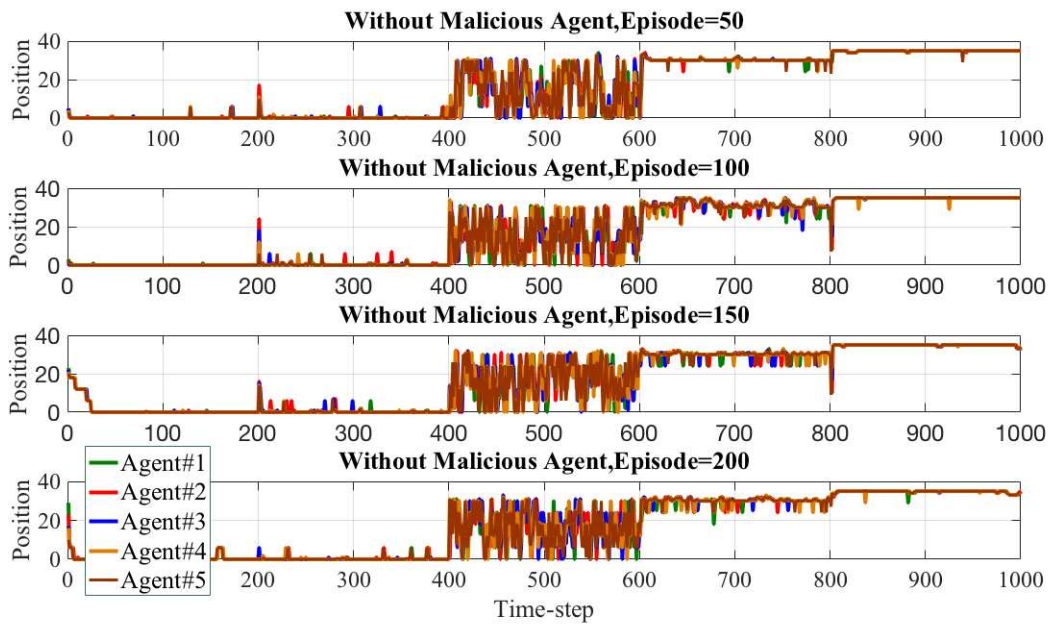 Without Malicious Agent,Episode=50
40
20
0
Position
0 100 200 300 400 500 600 700 800 900 1000
Without Malicious Agent,Episode=100
40
20
0
Position
0 100 200 300 400 500 600 700 800 900 1000
Without Malicious Agent,Episode=150
40
20
0
Position
0 100 200 300 400 500 600 700 800 900 1000
Without Malicious Agent,Episode=200
40
20
0
Position
Agent#1
Agent#2
Agent#3
Agent#4
Agent#5
0 100 200 300 400 500 600 700 800 900 1000
Time-step